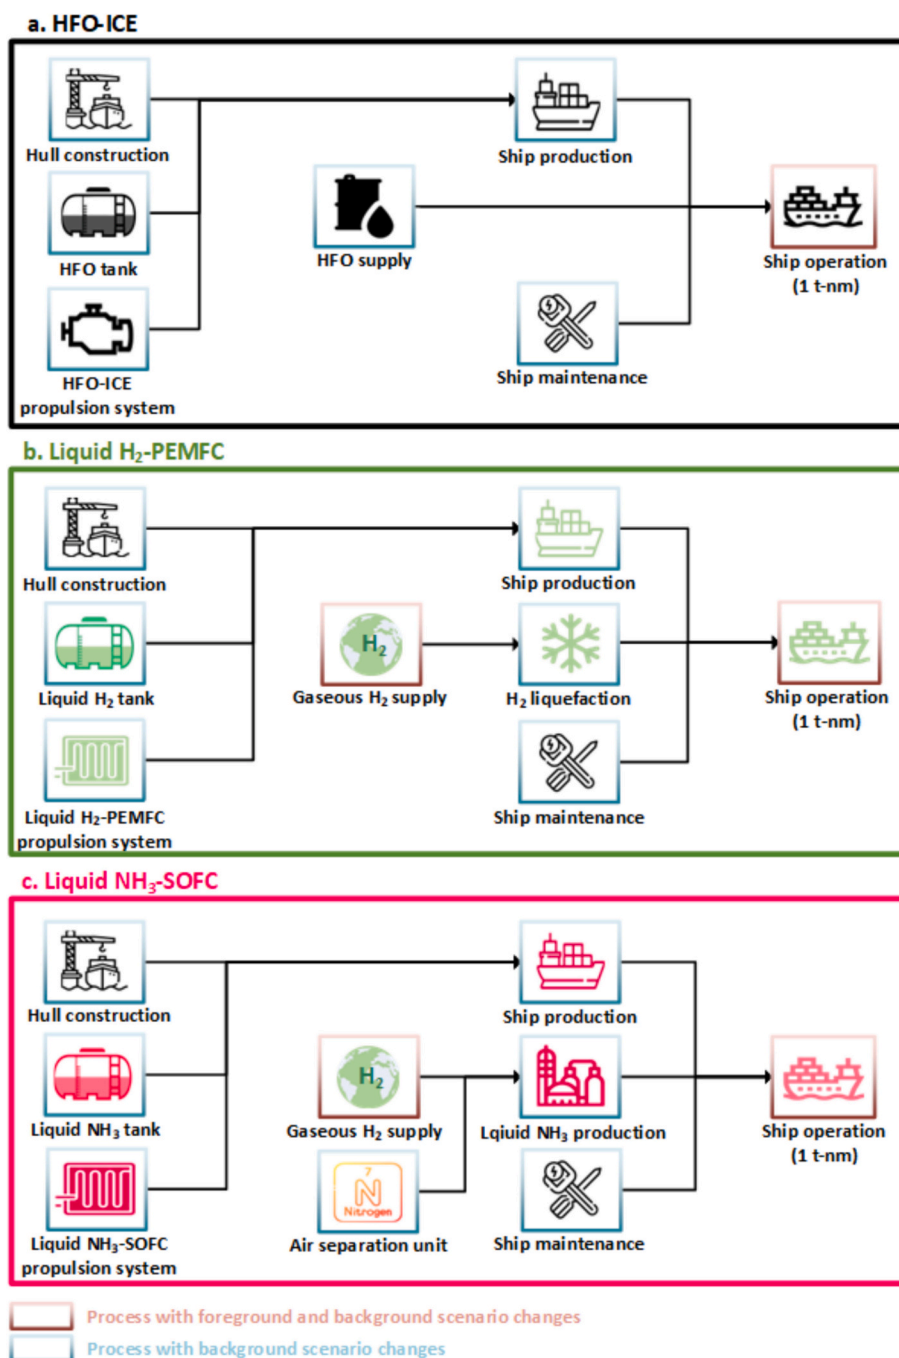 a. HFO-ICE
Hull construction
Ship production
HFO tank
HFO supply
Ship operation
(1 t-nm)
HFO-ICE
propulsion system
Ship maintenance
b. Liquid H₂-PEMFC
Hull construction
Ship production
H₂
Liquid H₂ tank
Gaseous H₂ supply
H₂ liquefaction
Ship operation
(1 t-nm)
Liquid H₂-PEMFC
propulsion system
Ship maintenance
c. Liquid NH₃-SOFC
Hull construction
Ship production
H₂
Liquid NH₃ tank
Gaseous H₂ supply
Lqiuid NH₃ production
Ship operation
(1 t-nm)
7
N
Nitrogen
Liquid NH₃-SOFC
propulsion system
Air separation unit
Ship maintenance
Process with foreground and background scenario changes
Process with background scenario changes